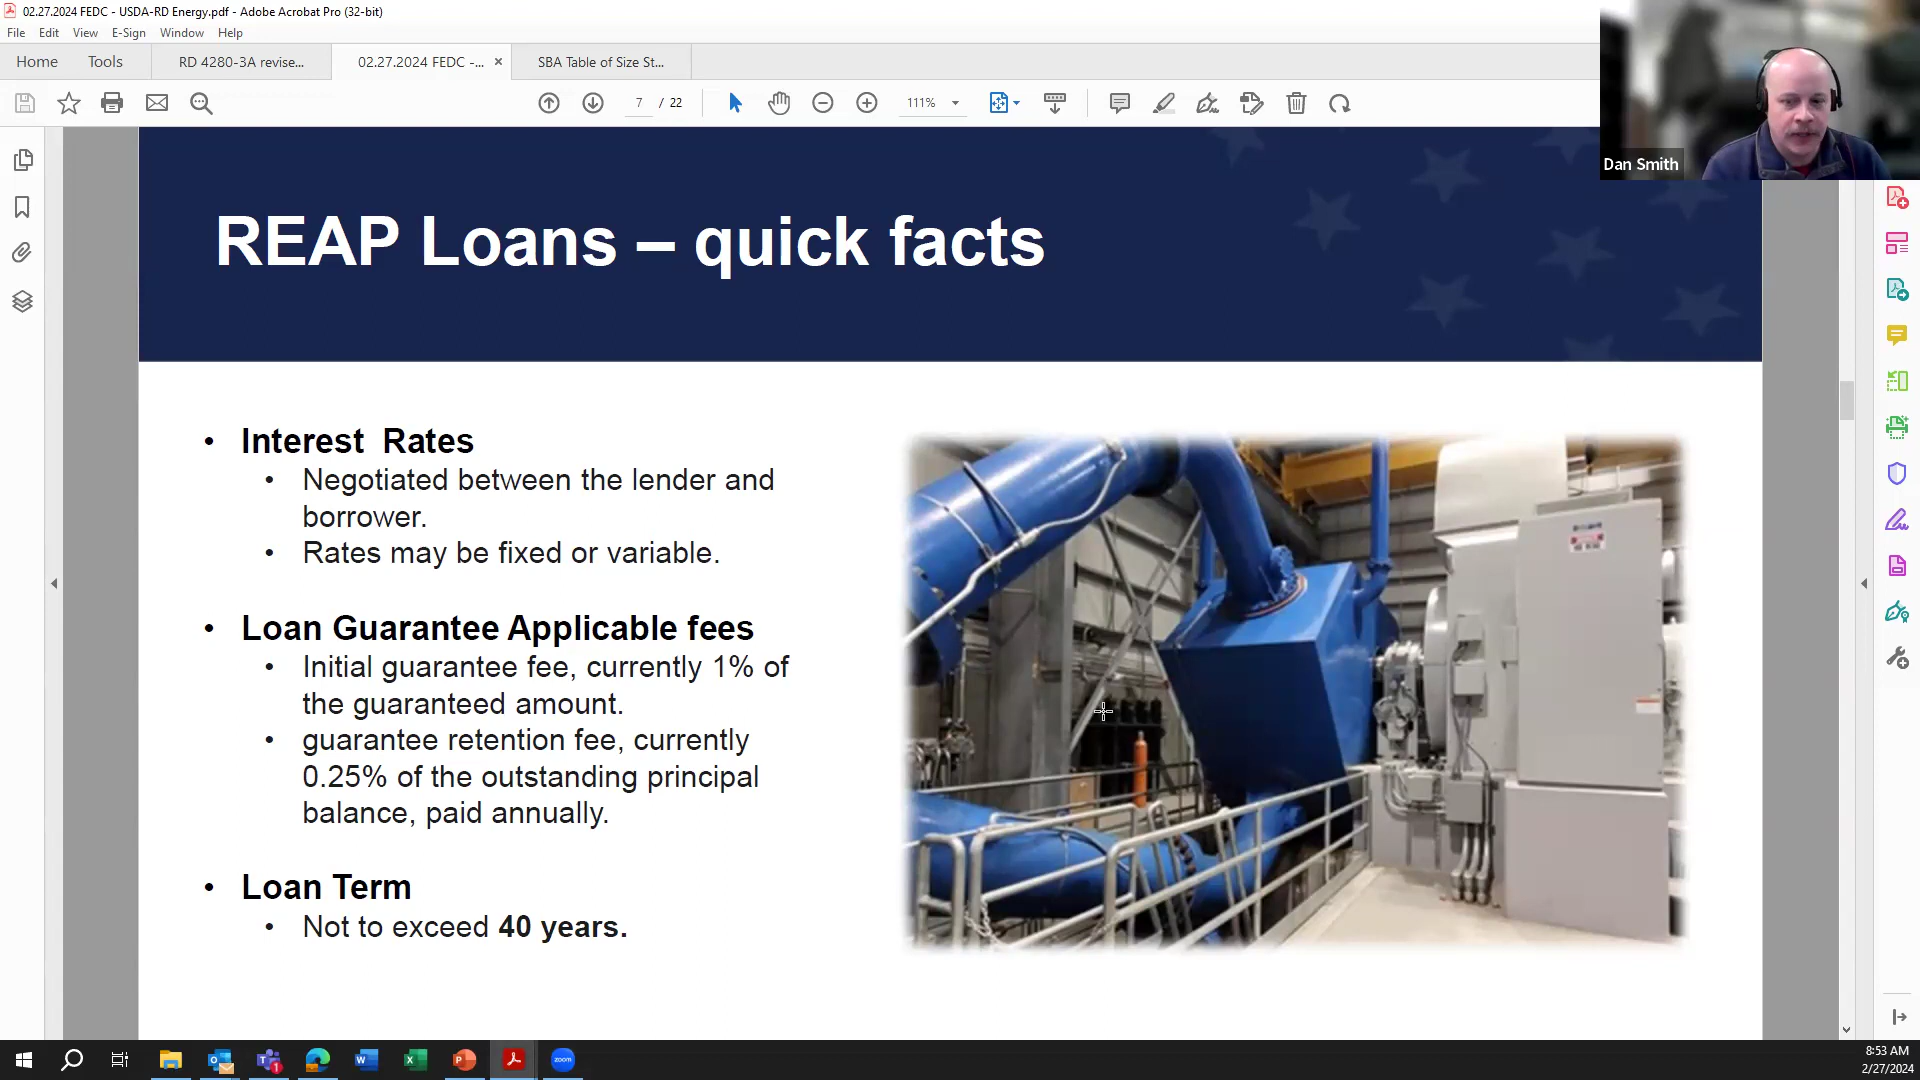 02.27.2024 FEDC - USDA-RD Energy.pdf - Adobe Acrobat Pro (32-bit)
File Edit View E-Sign Window Help
Home Tools RD 4280-3A revise... 02.27.2024 FEDC -... × SBA Table of Size St...
7 / 22 111%
Dan Smith
REAP Loans – quick facts
• Interest Rates
• Negotiated between the lender and
borrower.
• Rates may be fixed or variable.
• Loan Guarantee Applicable fees
• Initial guarantee fee, currently 1% of
the guaranteed amount.
• guarantee retention fee, currently
0.25% of the outstanding principal
balance, paid annually.
• Loan Term
• Not to exceed 40 years.
zoom
8:53 AM
2/27/2024